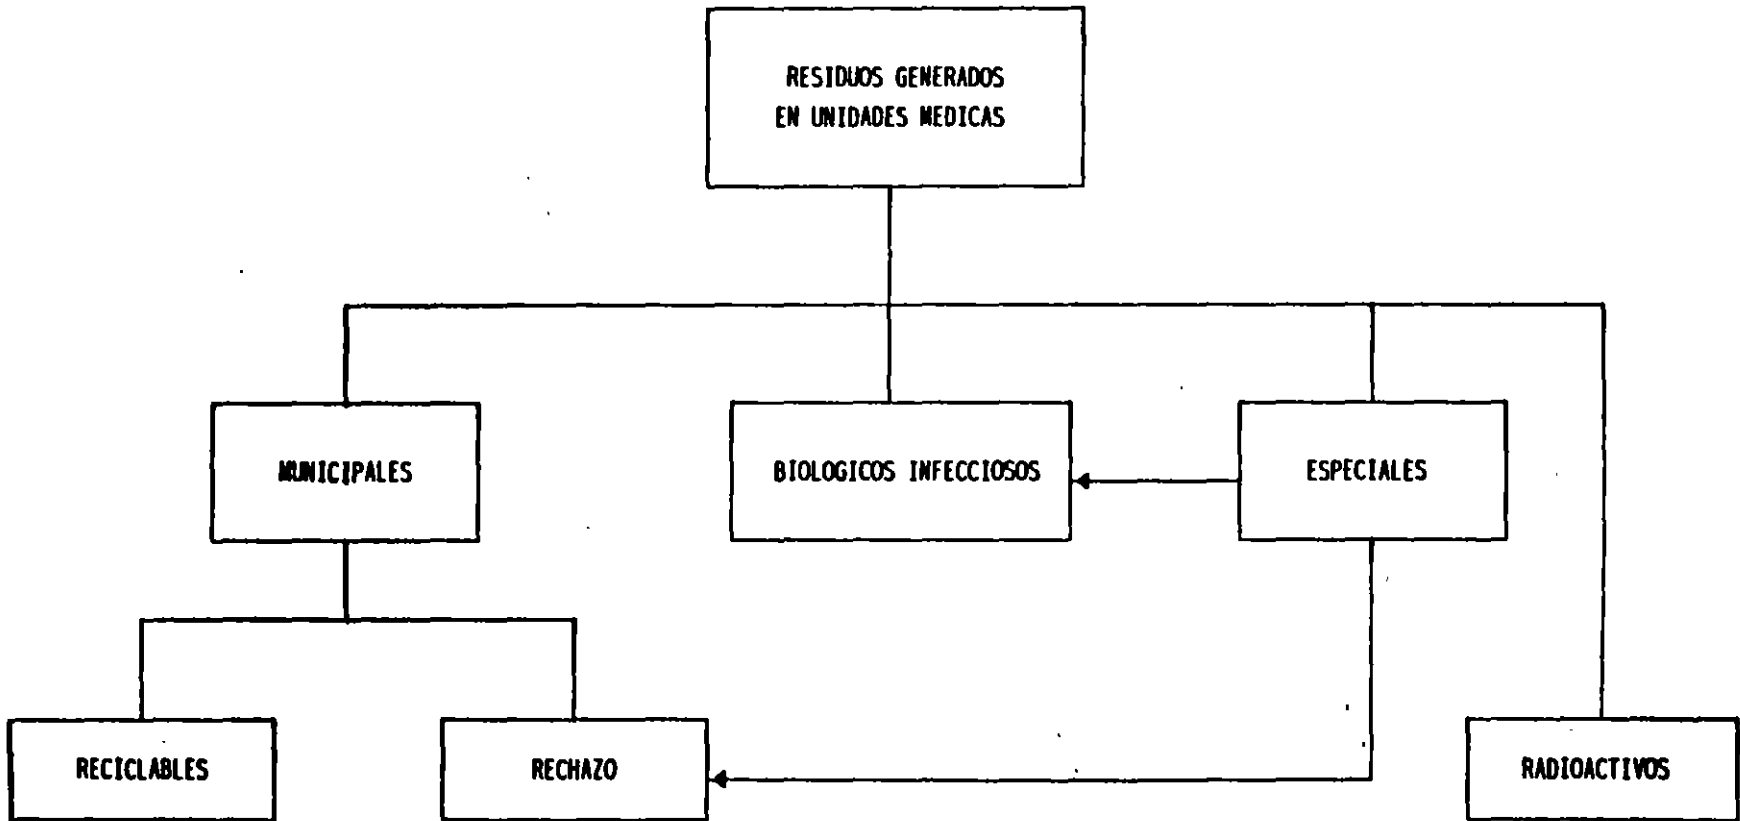 RESIDUOS GENERADOS
EN UNIDADES MEDICAS
MUNICIPALES
BIOLOGICOS INFECCIOSOS
ESPECIALES
RECICLABLES
RECHAZO
RADIOACTIVOS